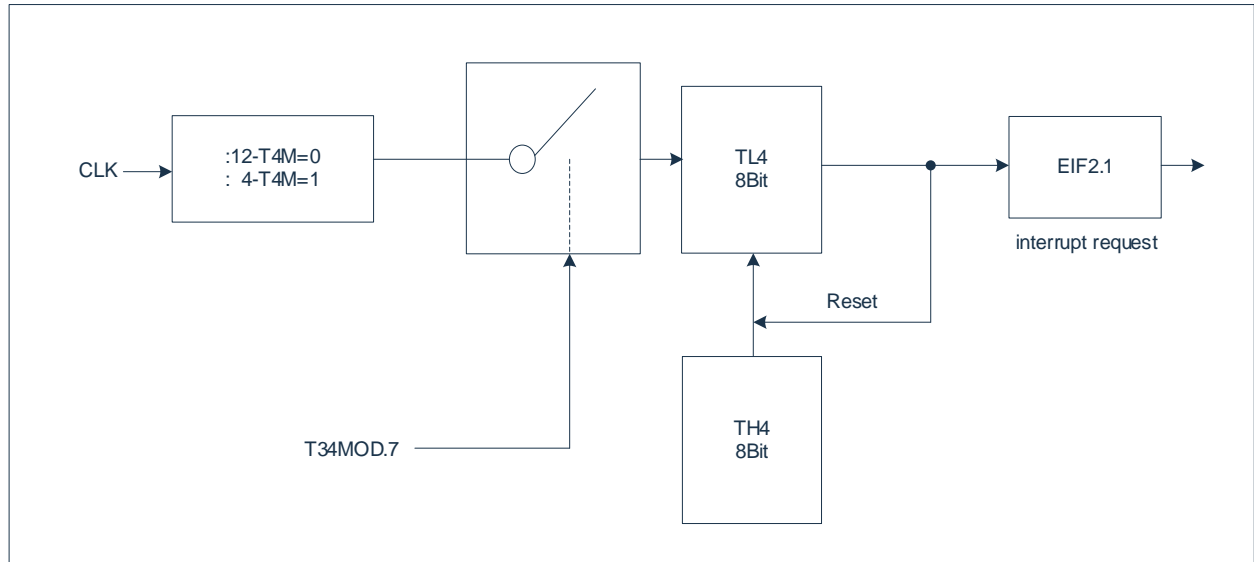 CLK
:12-T4M=0
: 4-T4M=1
TL4
8Bit
EIF2.1
interrupt request
Reset
TH4
8Bit
T34MOD.7